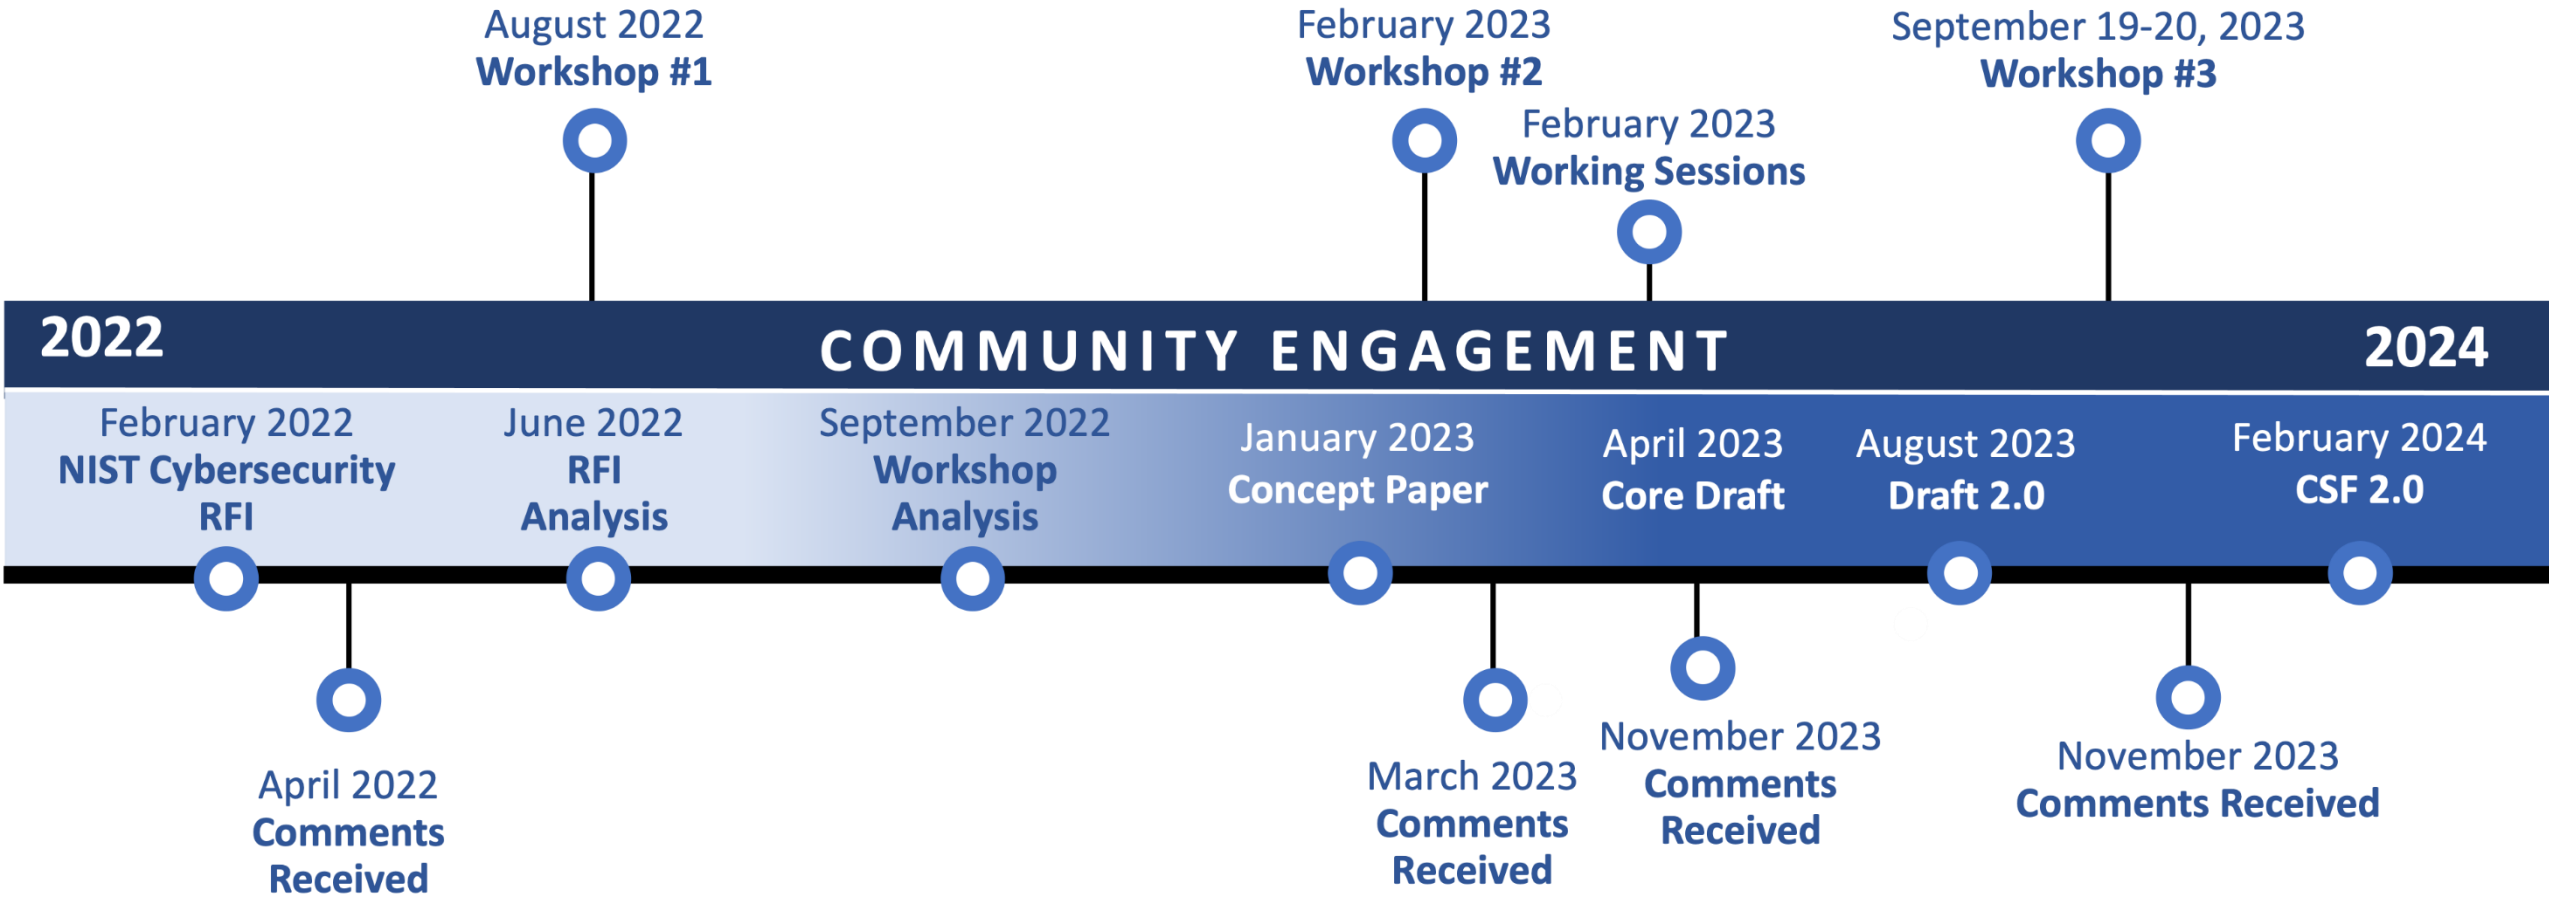 August 2022
Workshop #1
February 2023
Workshop #2
February 2023
Working Sessions
September 19-20, 2023
Workshop #3
2022
COMMUNITY ENGAGEMENT
2024
February 2022
NIST Cybersecurity
RFI
June 2022
RFI
Analysis
September 2022
Workshop
Analysis
January 2023
Concept Paper
April 2023
Core Draft
August 2023
Draft 2.0
February 2024
CSF 2.0
April 2022
Comments
Received
March 2023
Comments
Received
November 2023
Comments
Received
November 2023
Comments Received